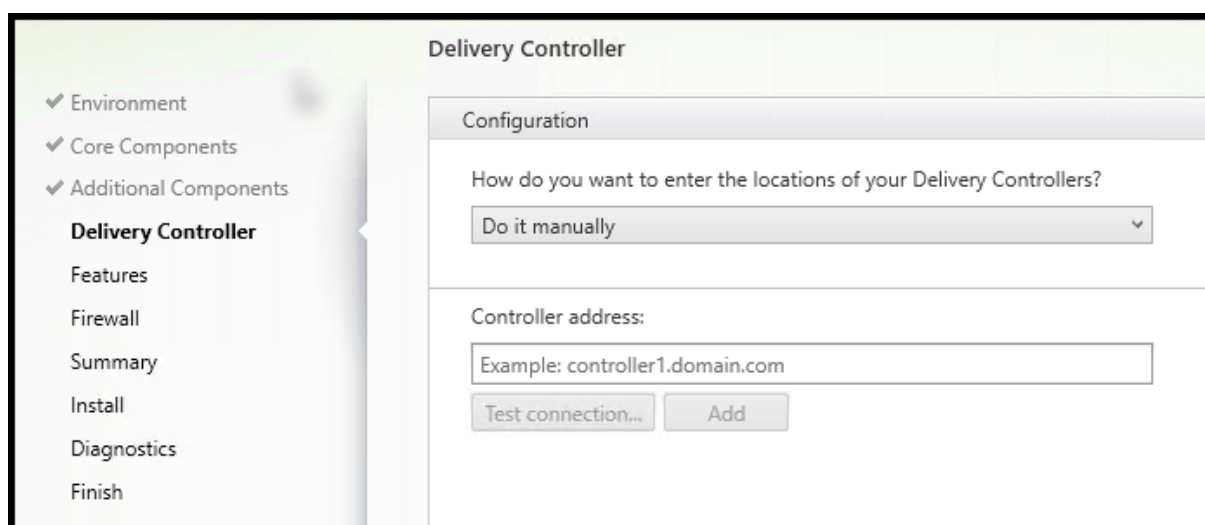 Delivery Controller
Environment
Core Components
Additional Components
Delivery Controller
Features
Firewall
Summary
Install
Diagnostics
Finish
Configuration
How do you want to enter the locations of your Delivery Controllers?
Do it manually
Controller address:
Example: controller1.domain.com
Test connection... Add